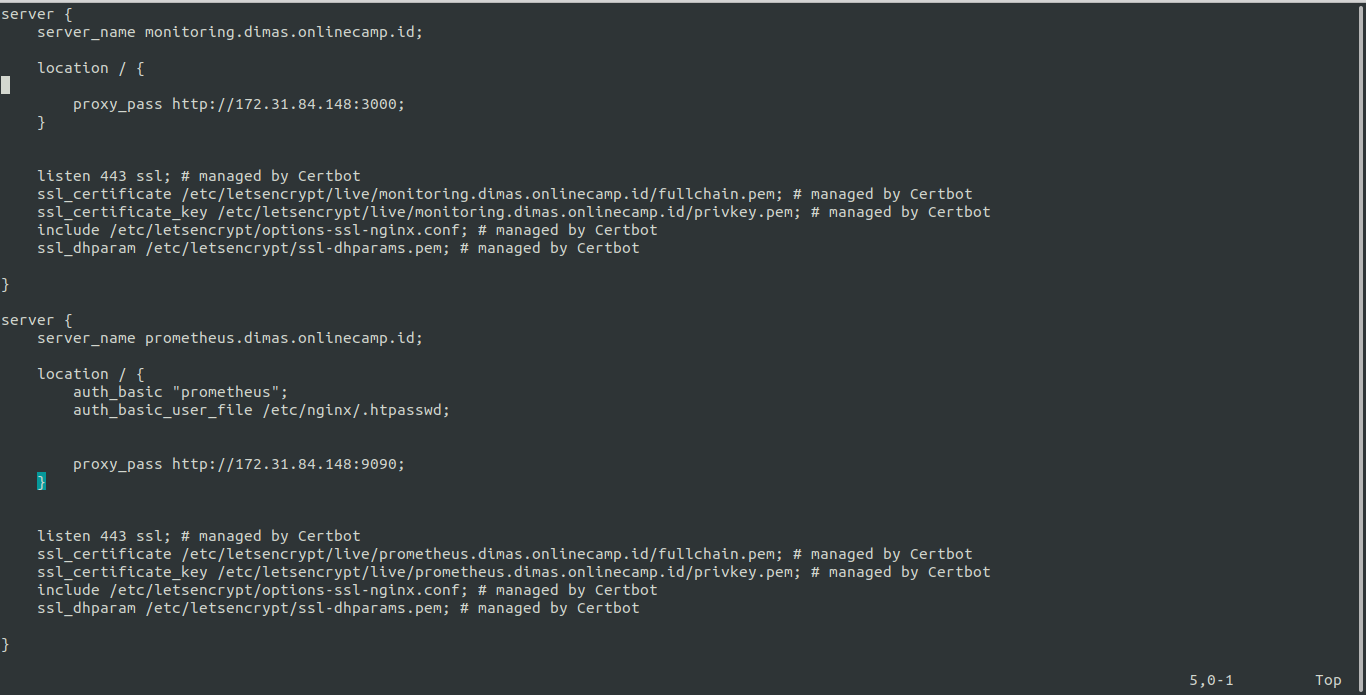 server {
    server_name monitoring.dimas.onlinecamp.id;
    location / {
        proxy_pass http://172.31.84.148:3000;
    }
    listen 443 ssl; # managed by Certbot
    ssl_certificate /etc/letsencrypt/live/monitoring.dimas.onlinecamp.id/fullchain.pem; # managed by Certbot
    ssl_certificate_key /etc/letsencrypt/live/monitoring.dimas.onlinecamp.id/privkey.pem; # managed by Certbot
    include /etc/letsencrypt/options-ssl-nginx.conf; # managed by Certbot
    ssl_dhparam /etc/letsencrypt/ssl-dhparams.pem; # managed by Certbot
}
server {
    server_name prometheus.dimas.onlinecamp.id;
    location / {
        auth_basic "prometheus";
        auth_basic_user_file /etc/nginx/.htpasswd;
        proxy_pass http://172.31.84.148:9090;
    }
    listen 443 ssl; # managed by Certbot
    ssl_certificate /etc/letsencrypt/live/prometheus.dimas.onlinecamp.id/fullchain.pem; # managed by Certbot
    ssl_certificate_key /etc/letsencrypt/live/prometheus.dimas.onlinecamp.id/privkey.pem; # managed by Certbot
    include /etc/letsencrypt/options-ssl-nginx.conf; # managed by Certbot
    ssl_dhparam /etc/letsencrypt/ssl-dhparams.pem; # managed by Certbot
}
5,0-1 Top